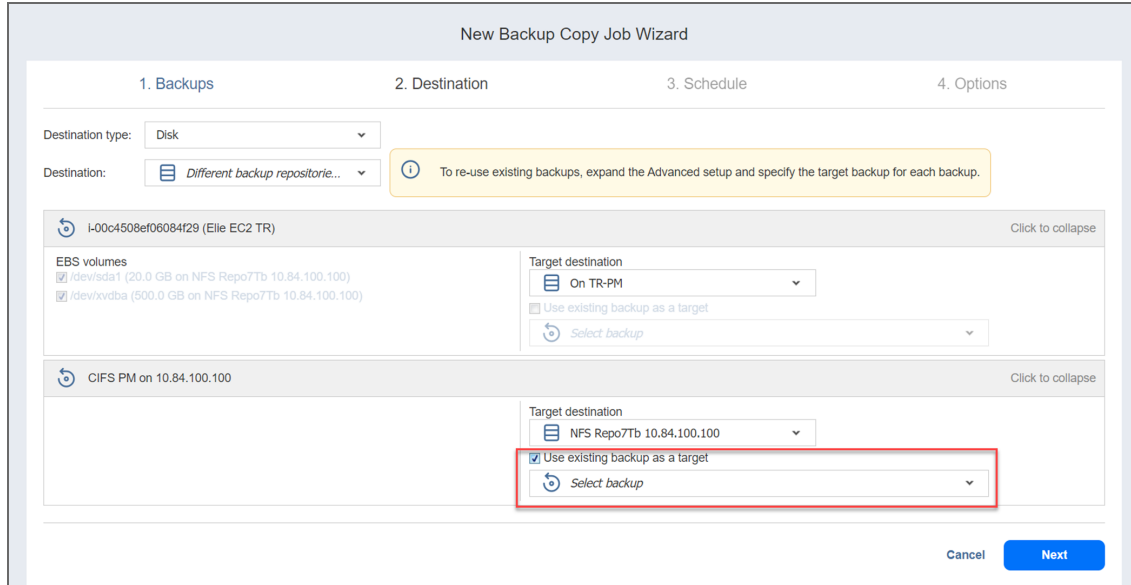 New Backup Copy Job Wizard
1. Backups 2. Destination 3. Schedule 4. Options
Destination type: Disk
Destination: Different backup repositorie...
To re-use existing backups, expand the Advanced setup and specify the target backup for each backup.
i-00c4508ef06084f29 (Elie EC2 TR) Click to collapse
EBS volumes
/dev/sda1 (20.0 GB on NFS Repo7Tb 10.84.100.100)
/dev/xvdba (500.0 GB on NFS Repo7Tb 10.84.100.100)
Target destination
On TR-PM
Use existing backup as a target
Select backup
CIFS PM on 10.84.100.100 Click to collapse
Target destination
NFS Repo7Tb 10.84.100.100
Use existing backup as a target
Select backup
Cancel Next